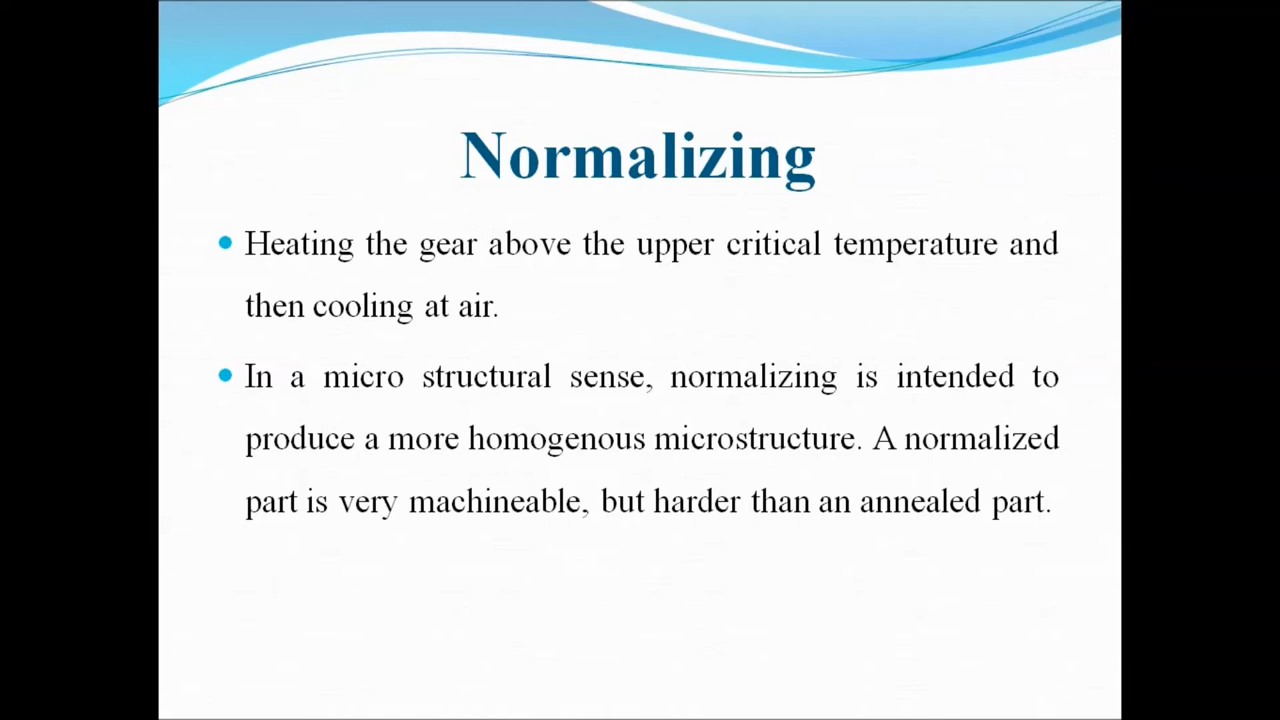 Normalizing
Heating the gear above the upper critical temperature and
then cooling at air.
In a micro structural sense, normalizing is intended to
produce a more homogenous microstructure. A normalized
part is very machineable, but harder than an annealed part.